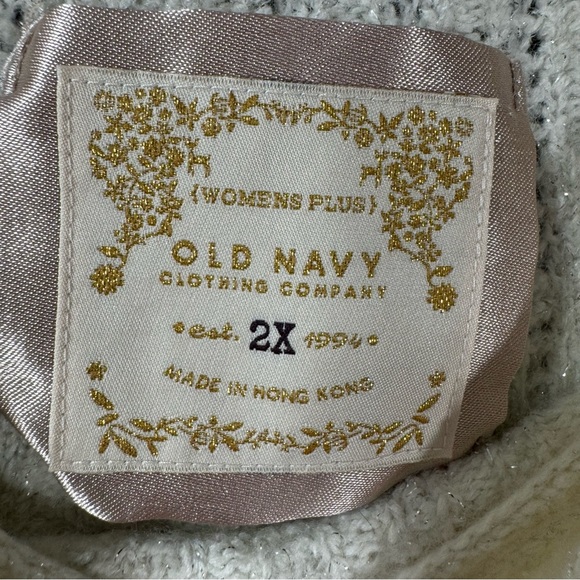 {WOMENS PLUS}
OLD NAVY
CLOTHING COMPANY
•est. 2X 1994•
MADE IN HONG KONG